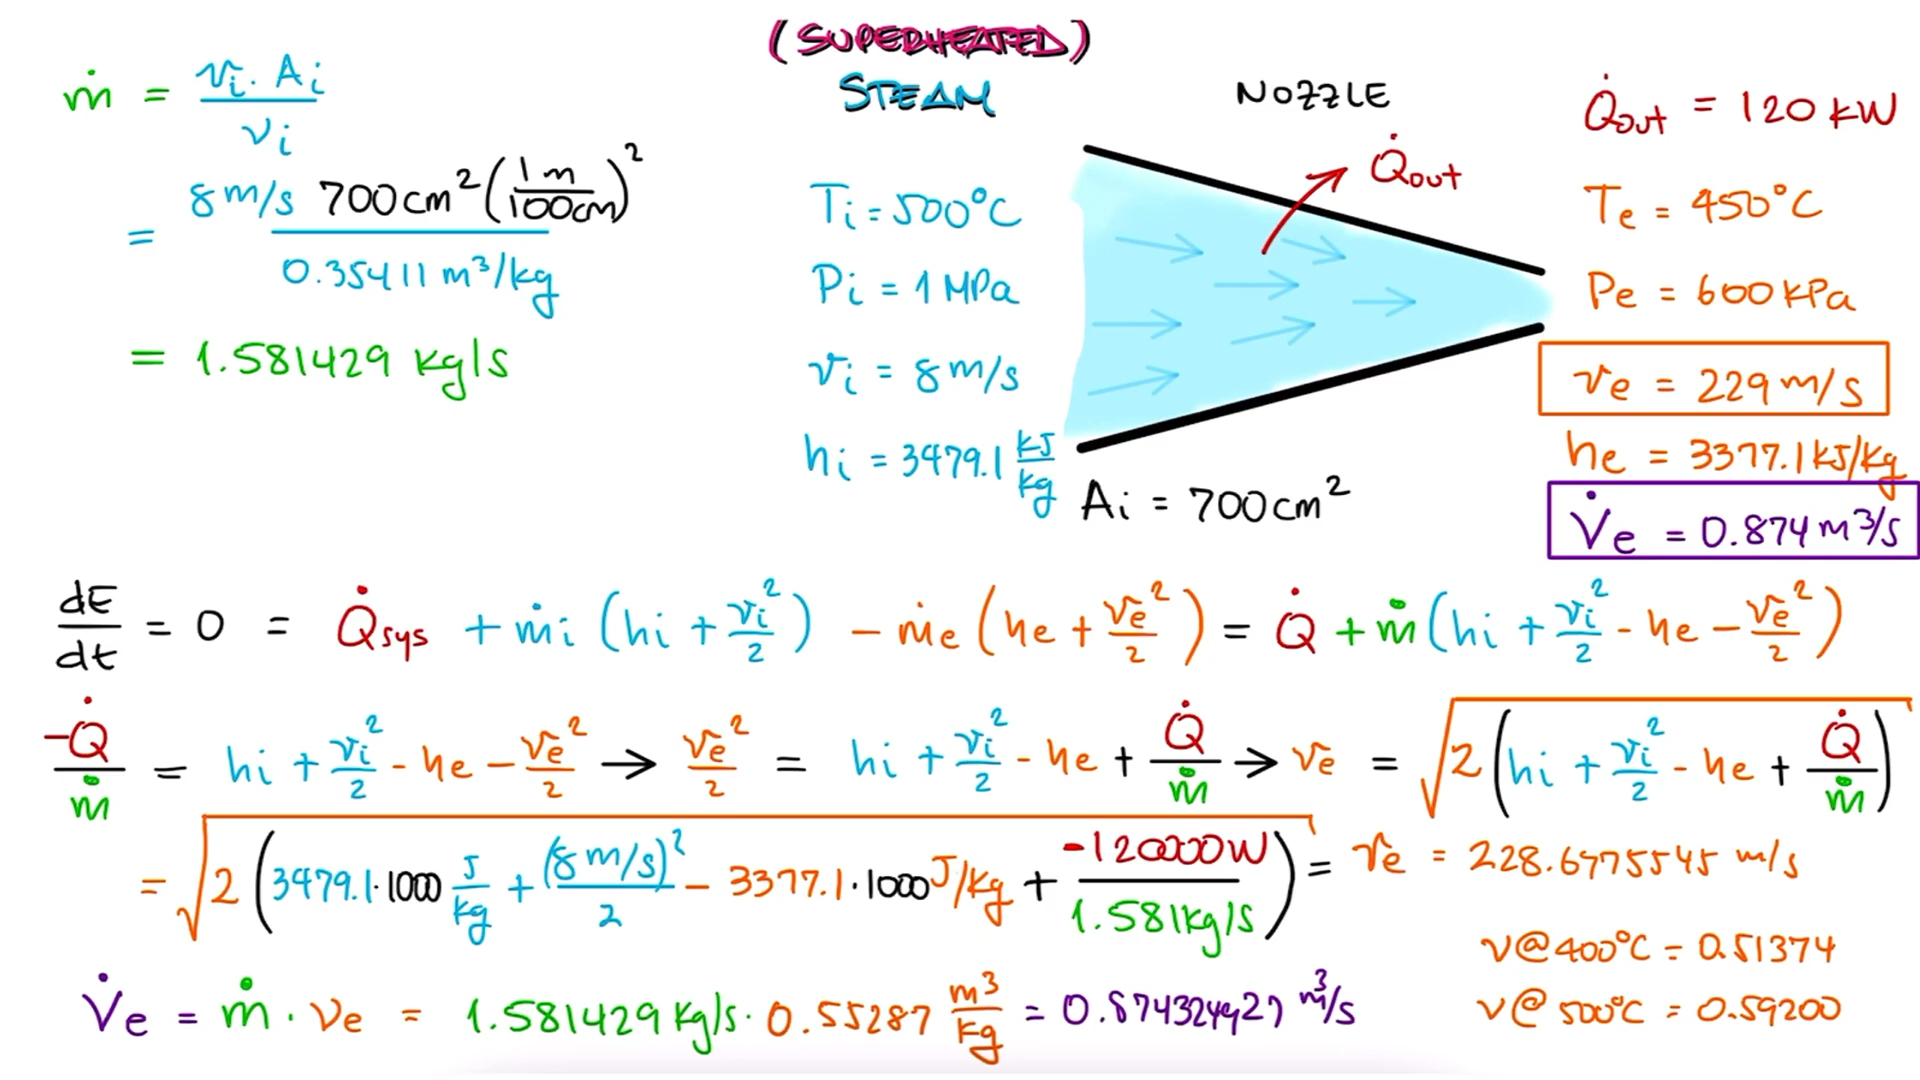 ṁ = vᵢ · Aᵢ / νᵢ
= 8 m/s 700 cm² (1 m / 100 cm)² / 0.35411 m³/kg
= 1.581429 kg/s
(SUPERHEATED)
STEAM
Tᵢ = 500°C
Pᵢ = 1 MPa
vᵢ = 8 m/s
hᵢ = 3479.1 kJ/kg
NOZZLE
Q̇out
Aᵢ = 700 cm²
Q̇out = 120 kW
Te = 450°C
Pe = 600 kPa
ve = 229 m/s
he = 3377.1 kJ/kg
V̇e = 0.874 m³/s
dE/dt = 0 = Q̇sys + ṁi (hi + vi²/2) - ṁe (he + ve²/2) = Q̇ + ṁ (hi + vi²/2 - he - ve²/2)
-Q̇/ṁ = hi + vi²/2 - he - ve²/2 → ve²/2 = hi + vi²/2 - he + Q̇/ṁ → ve = √(2 (hi + vi²/2 - he + Q̇/ṁ))
= √(2 (3479.1·1000 J/kg + (8 m/s)²/2 - 3377.1·1000 J/kg + -120000 W / 1.581 kg/s)) = ve = 228.6775545 m/s
ν@400°C = 0.51374
ν@500°C = 0.59200
V̇e = ṁ · νe = 1.581429 kg/s · 0.55287 m³/kg = 0.874324927 m³/s